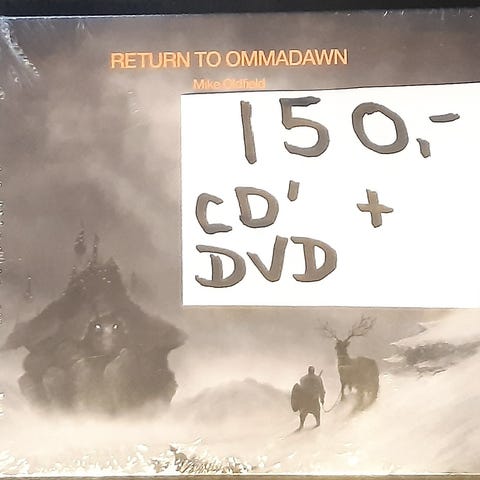 RETURN TO OMMADAWN
Mike Oldfield
150,-
CD' +
DVD